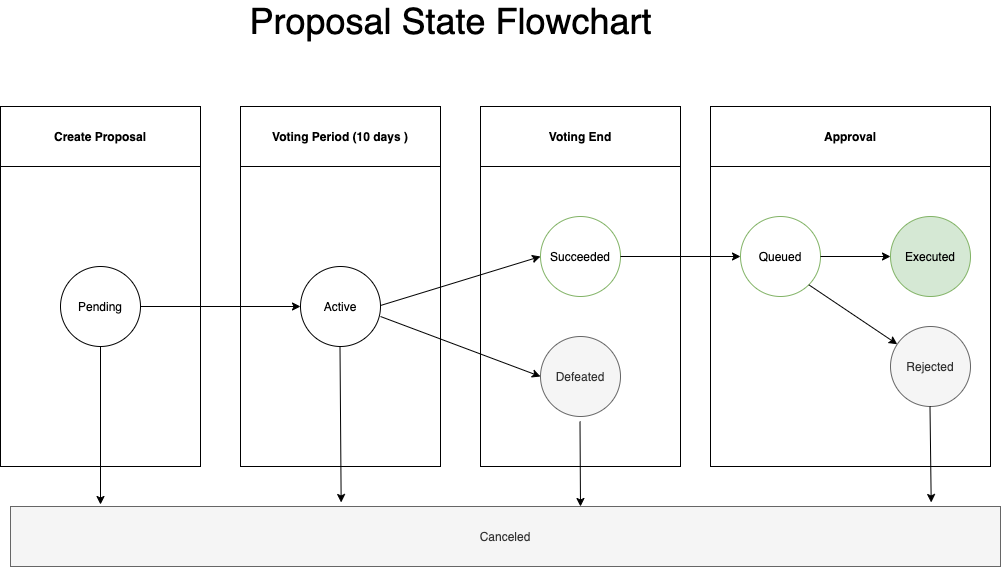 Proposal State Flowchart
Create Proposal
Voting Period (10 days )
Voting End
Approval
Pending
Active
Succeeded
Defeated
Queued
Executed
Rejected
Canceled